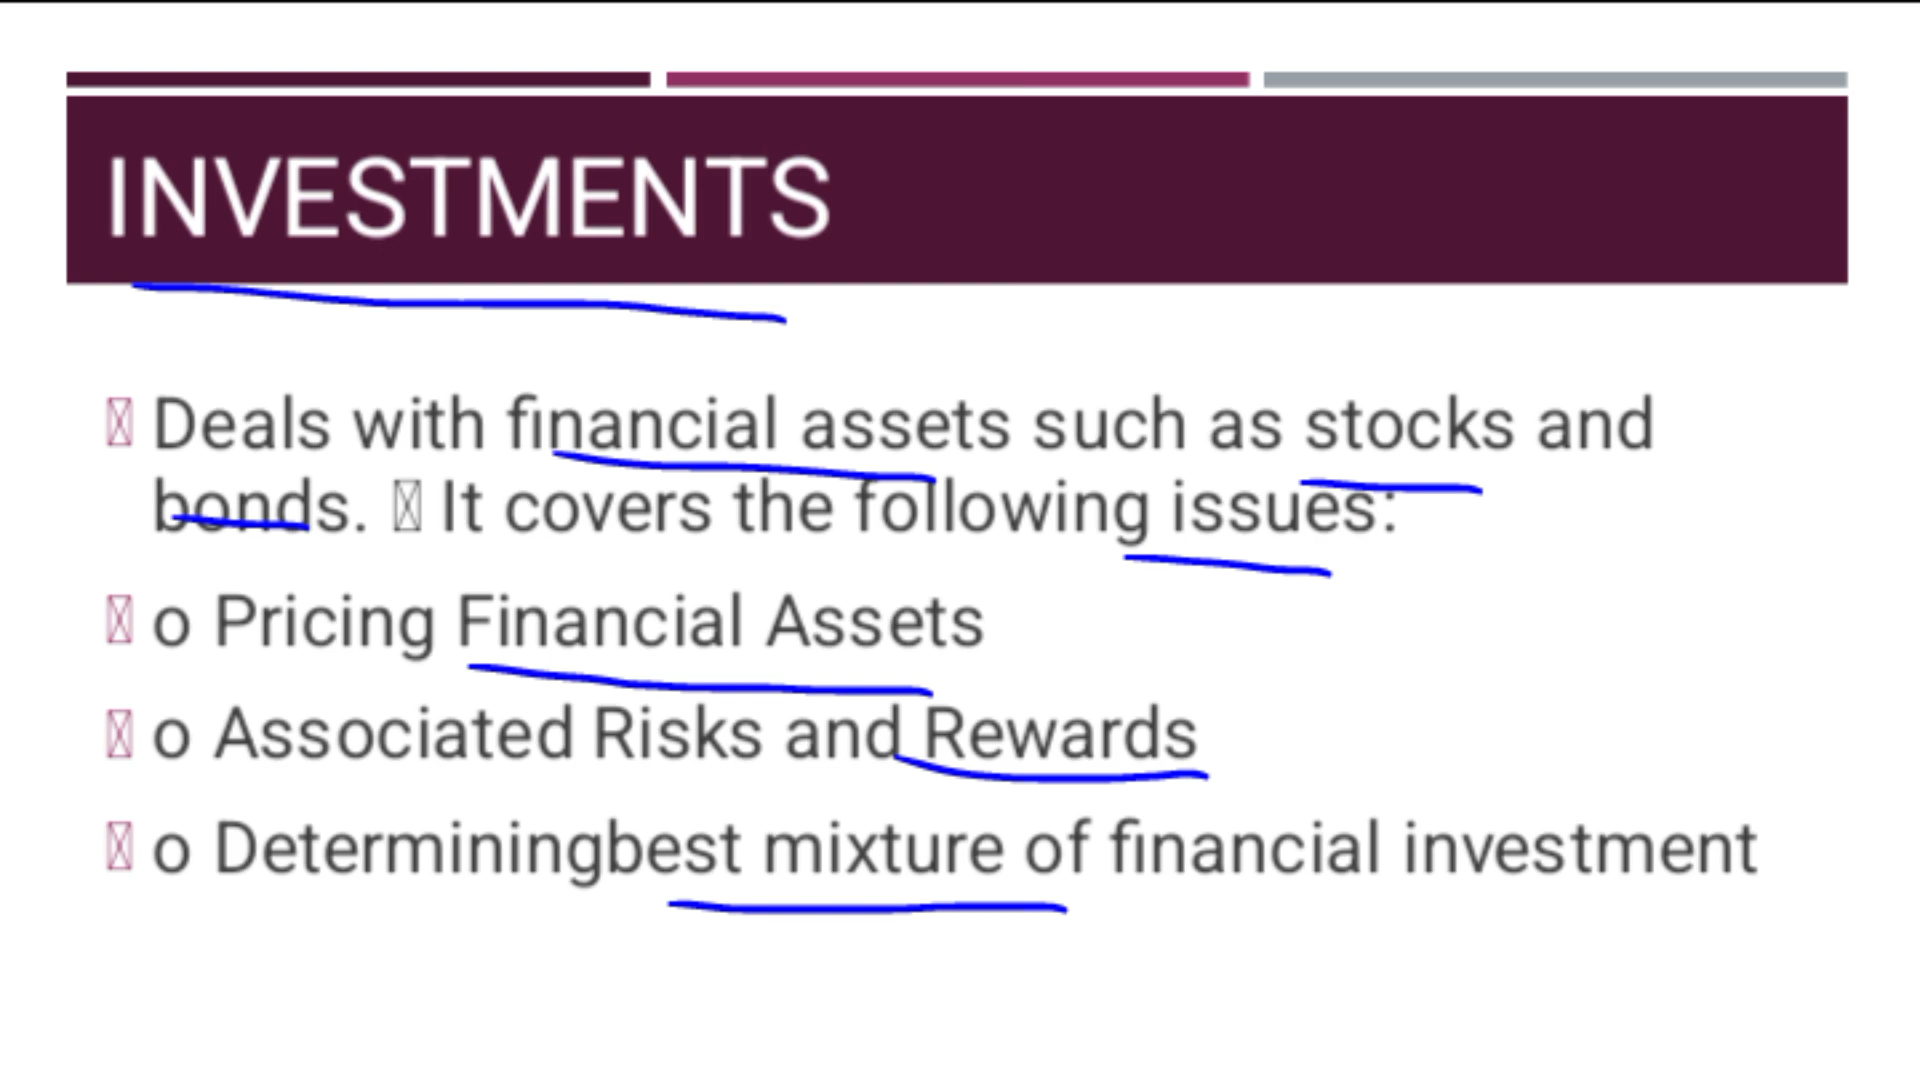 INVESTMENTS
Deals with financial assets such as stocks and
bonds. It covers the following issues:
o Pricing Financial Assets
o Associated Risks and Rewards
o Determiningbest mixture of financial investment